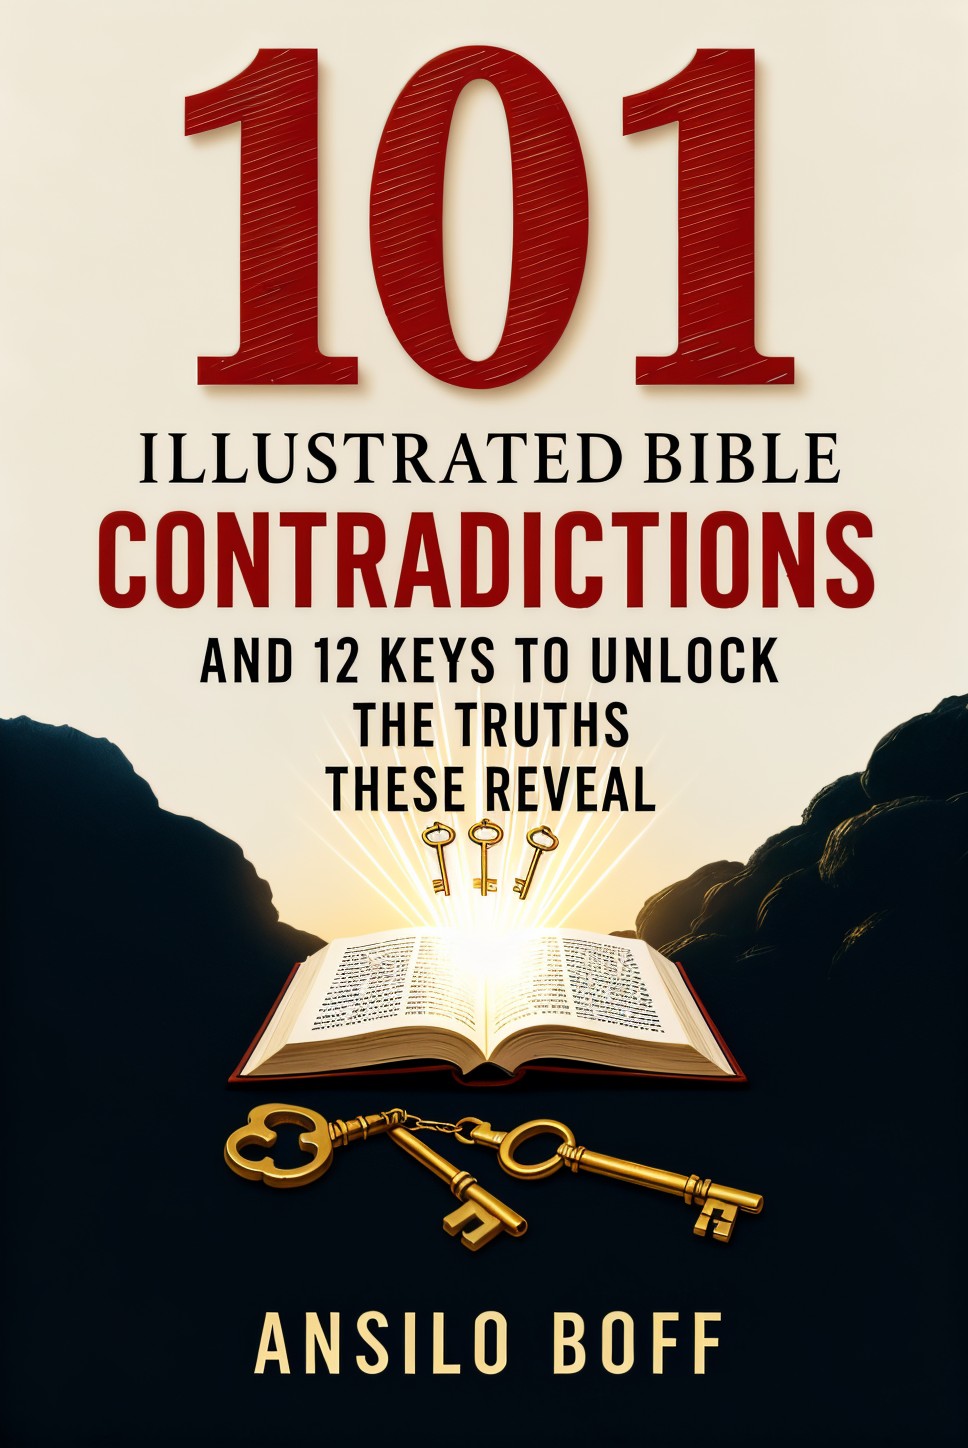 101
ILLUSTRATED BIBLE
CONTRADICTIONS
AND 12 KEYS TO UNLOCK
THE TRUTHS
THESE REVEAL
ANSILO BOFF